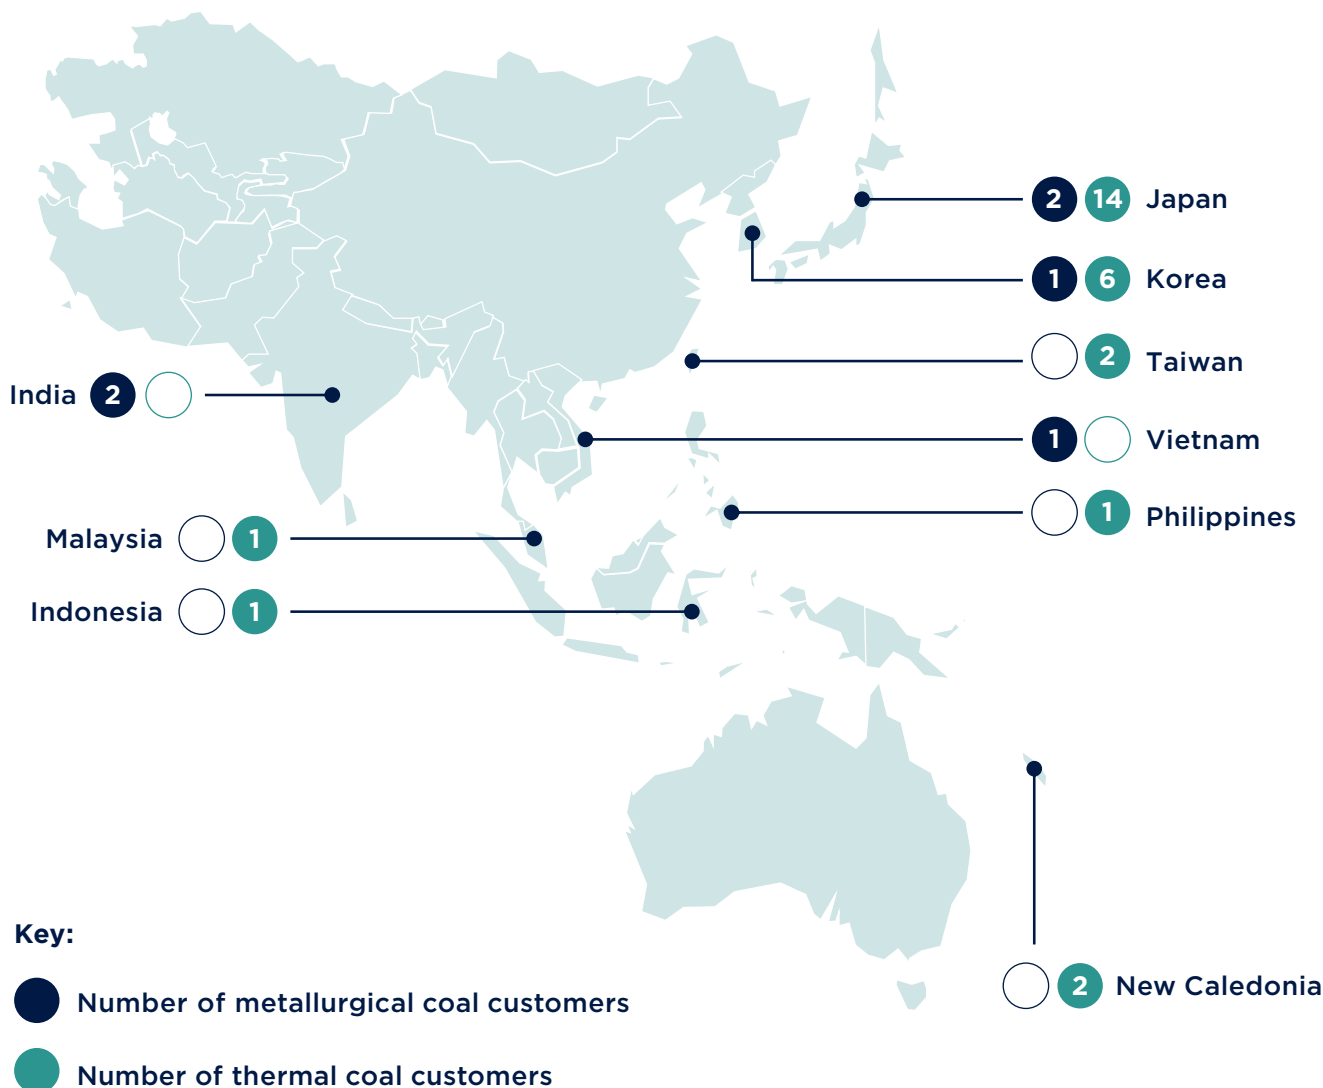 2 14 Japan
1 6 Korea
2 Taiwan
India 2
1 Vietnam
1 Philippines
Malaysia 1
Indonesia 1
2 New Caledonia
Key:
Number of metallurgical coal customers
Number of thermal coal customers